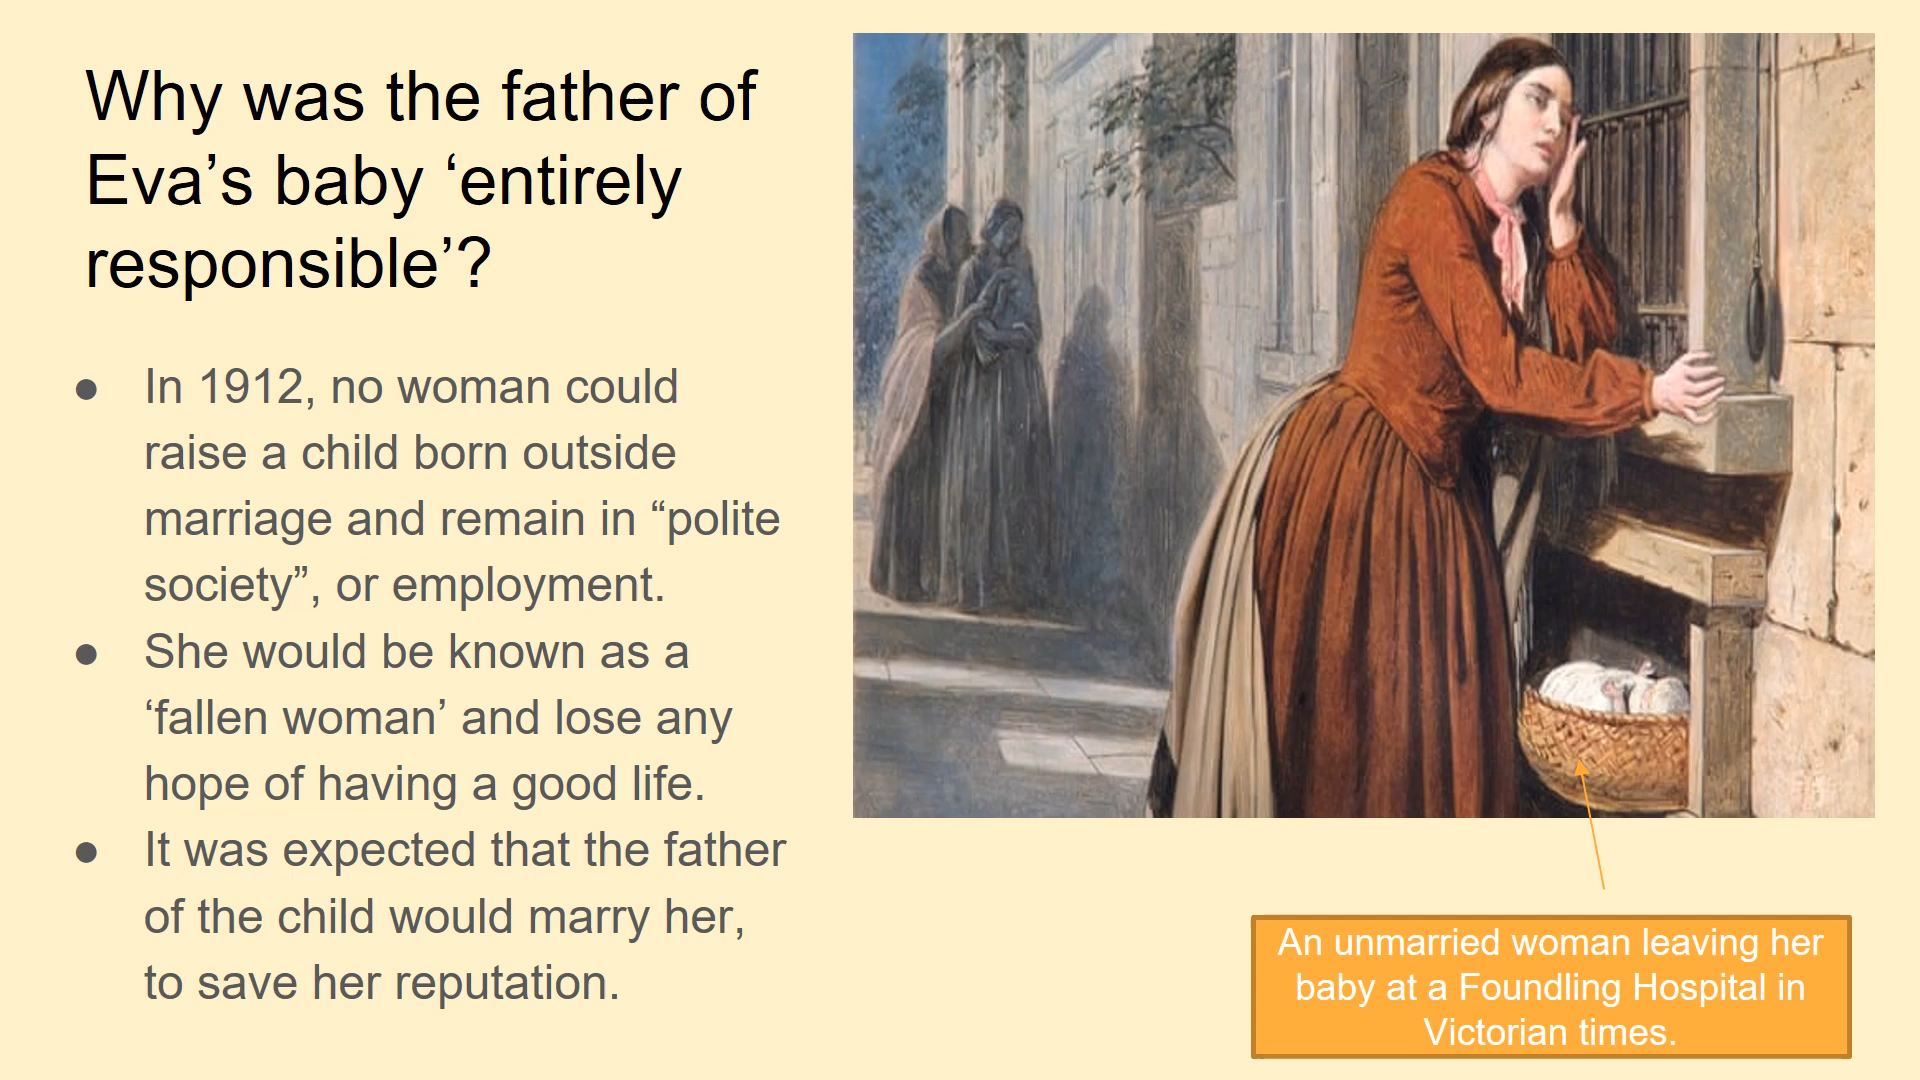 Why was the father of
Eva’s baby ‘entirely
responsible’?
● In 1912, no woman could
raise a child born outside
marriage and remain in “polite
society”, or employment.
● She would be known as a
‘fallen woman’ and lose any
hope of having a good life.
● It was expected that the father
of the child would marry her,
to save her reputation.
An unmarried woman leaving her
baby at a Foundling Hospital in
Victorian times.